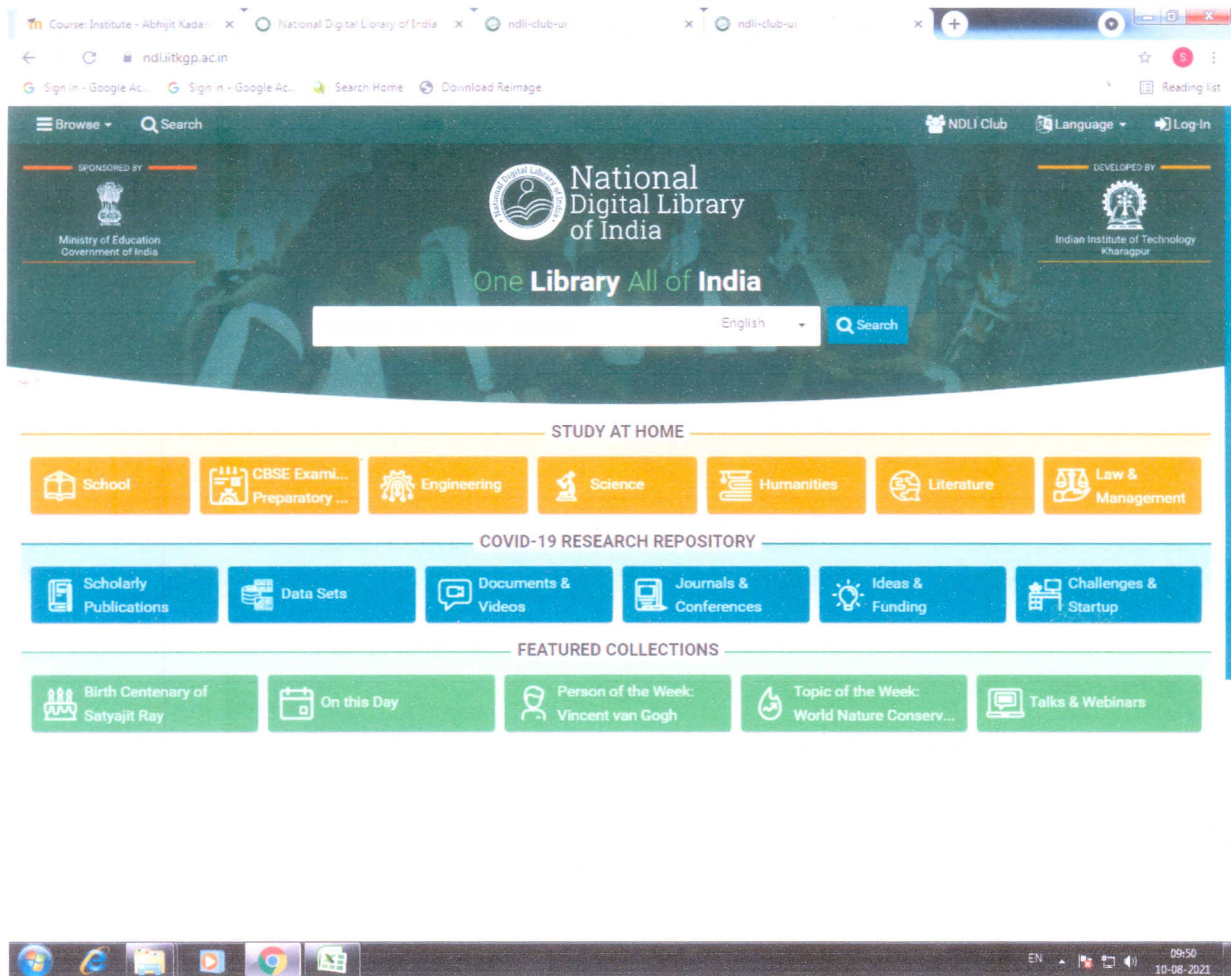 Course: Institute - Abhijit Kadam
National Digital Library of India
ndli-club-ui
ndli-club-ui
ndl.iitkgp.ac.in
S
Sign in - Google Ac...
Sign in - Google Ac...
Search Home
Download Reimage
Reading list
Browse
Search
NDLI Club
Language
Log-In
SPONSORED BY
Ministry of Education
Government of India
National Digital Library of India
National
Digital Library
of India
DEVELOPED BY
Indian Institute of Technology
Kharagpur
One Library All of India
English
Search
STUDY AT HOME
School
CBSE Exami...
Preparatory ...
Engineering
Science
Humanities
Literature
Law &
Management
COVID-19 RESEARCH REPOSITORY
Scholarly
Publications
Data Sets
Documents &
Videos
Journals &
Conferences
Ideas &
Funding
Challenges &
Startup
FEATURED COLLECTIONS
Birth Centenary of
Satyajit Ray
On this Day
Person of the Week:
Vincent van Gogh
Topic of the Week:
World Nature Conserv...
Talks & Webinars
EN
09:50
10-08-2021